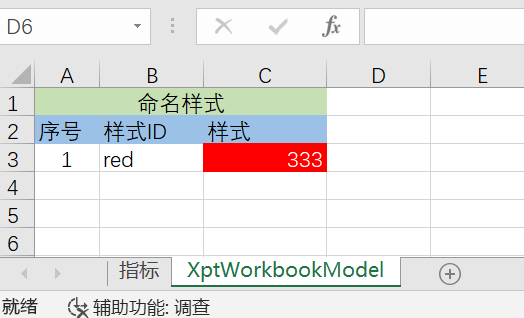 D6 fx
A B C D E
1 命名样式
2 序号 样式ID 样式
3 1 red 333
4
5
6
指标 XptWorkbookModel
就绪 辅助功能: 调查